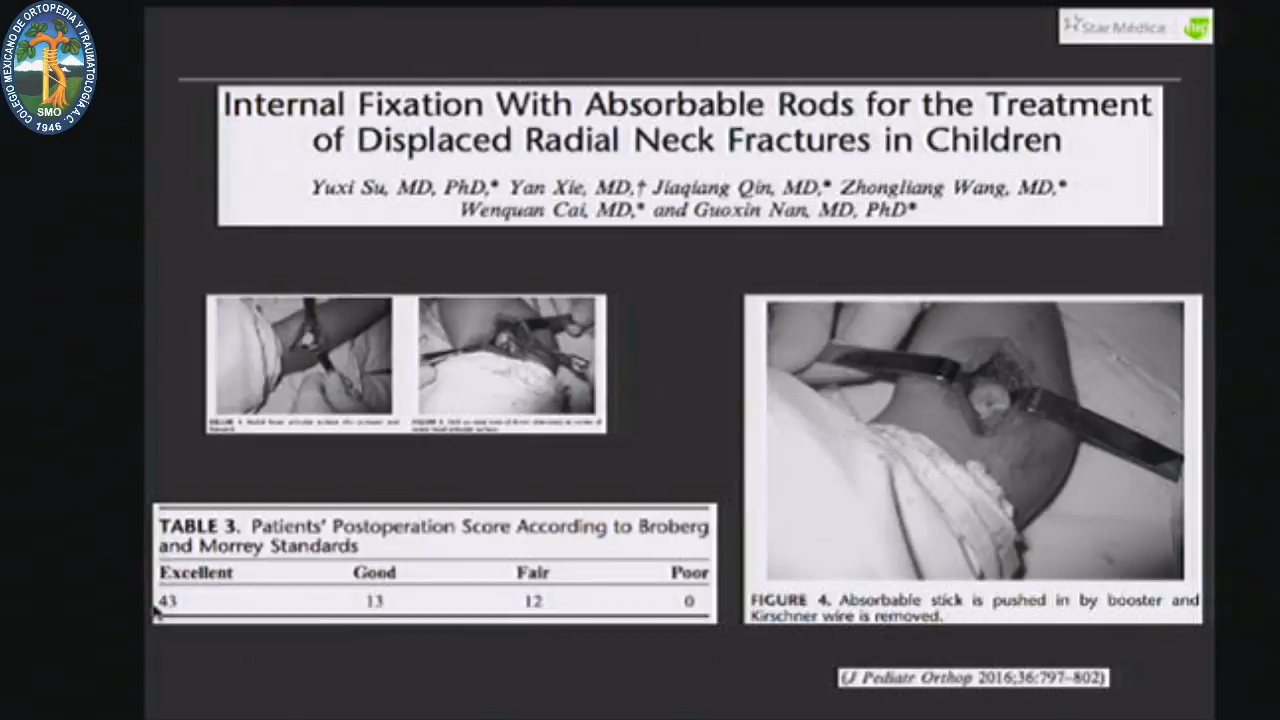 COLEGIO MEXICANO DE ORTOPEDIA Y TRAUMATOLOGÍA A.C.
SMO
1946
Star Médica
Internal Fixation With Absorbable Rods for the Treatment
of Displaced Radial Neck Fractures in Children
Yuxi Su, MD, PhD,* Yan Xie, MD,† Jiaqiang Qin, MD,* Zhongliang Wang, MD,*
Wenquan Cai, MD,* and Guoxin Nan, MD, PhD*
TABLE 3. Patients' Postoperation Score According to Broberg
and Morrey Standards
Excellent Good Fair Poor
43 13 12 0
FIGURE 4. Absorbable stick is pushed in by booster and
Kirschner wire is removed.
(J Pediatr Orthop 2016;36:797–802)